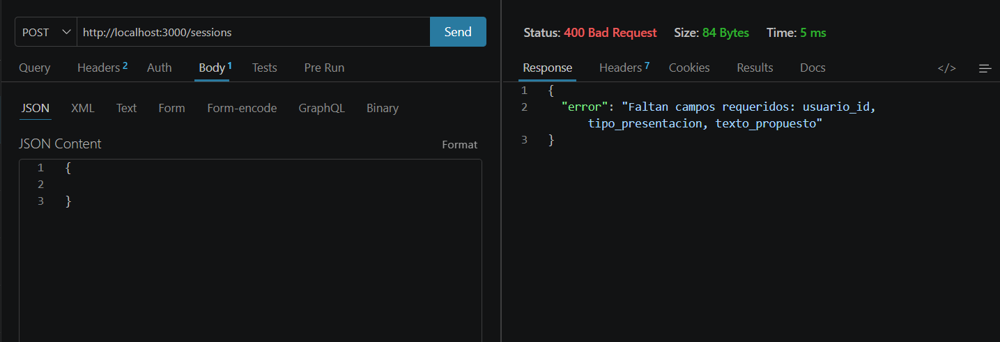 POST http://localhost:3000/sessions Send
Query Headers 2 Auth Body 1 Tests Pre Run
JSON XML Text Form Form-encode GraphQL Binary
JSON Content Format
1 {
2
3 }
Status: 400 Bad Request Size: 84 Bytes Time: 5 ms
Response Headers 7 Cookies Results Docs </>
1 {
2 "error": "Faltan campos requeridos: usuario_id,
tipo_presentacion, texto_propuesto"
3 }